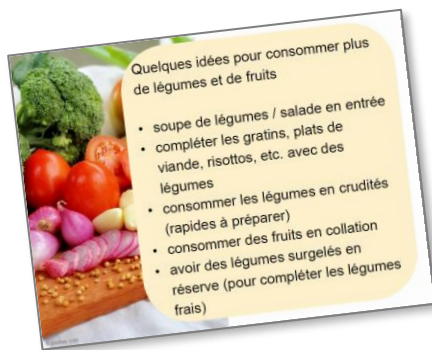 Quelques idées pour consommer plus
de légumes et de fruits
• soupe de légumes / salade en entrée
• compléter les gratins, plats de
viande, risottos, etc. avec des
légumes
• consommer les légumes en crudités
(rapides à préparer)
• consommer des fruits en collation
• avoir des légumes surgelés en
réserve (pour compléter les légumes
frais)